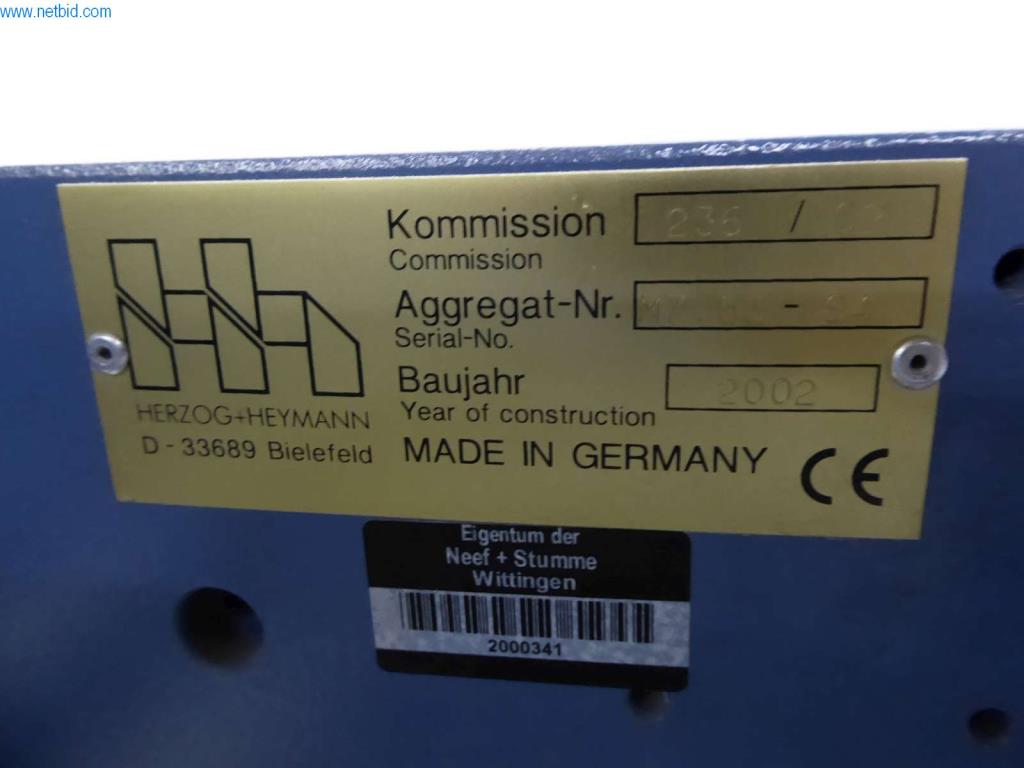 www.netbid.com
Kommission 236 /
Commission
Aggregat-Nr.
Serial-No.
Baujahr 2002
Year of construction
HERZOG+HEYMANN
D - 33689 Bielefeld
MADE IN GERMANY CE
Eigentum der
Neef + Stumme
Wittingen
2000341